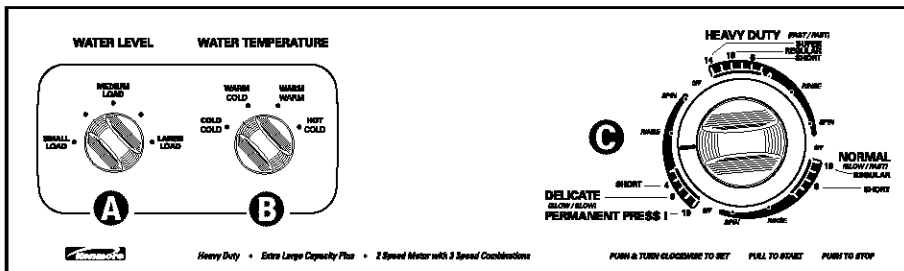 WATER LEVEL
WATER TEMPERATURE
MEDIUM LOAD
SMALL LOAD
LARGE LOAD
WARM COLD
WARM WARM
COLD COLD
HOT COLD
A
B
C
HEAVY DUTY (FAST / FAST)
SUPER
REGULAR
SHORT
14 10 6
OFF
RINSE
SPIN
OFF
NORMAL
(SLOW / FAST)
10 REGULAR
6 SHORT
RINSE
SPIN
OFF
SHORT 4
DELICATE 6
(SLOW / SLOW)
PERMANENT PRESS 10
RINSE
SPIN
Kenmore
Heavy Duty • Extra Large Capacity Plus • 2 Speed Motor with 3 Speed Combinations
PUSH & TURN CLOCKWISE TO SET PULL TO START PUSH TO STOP